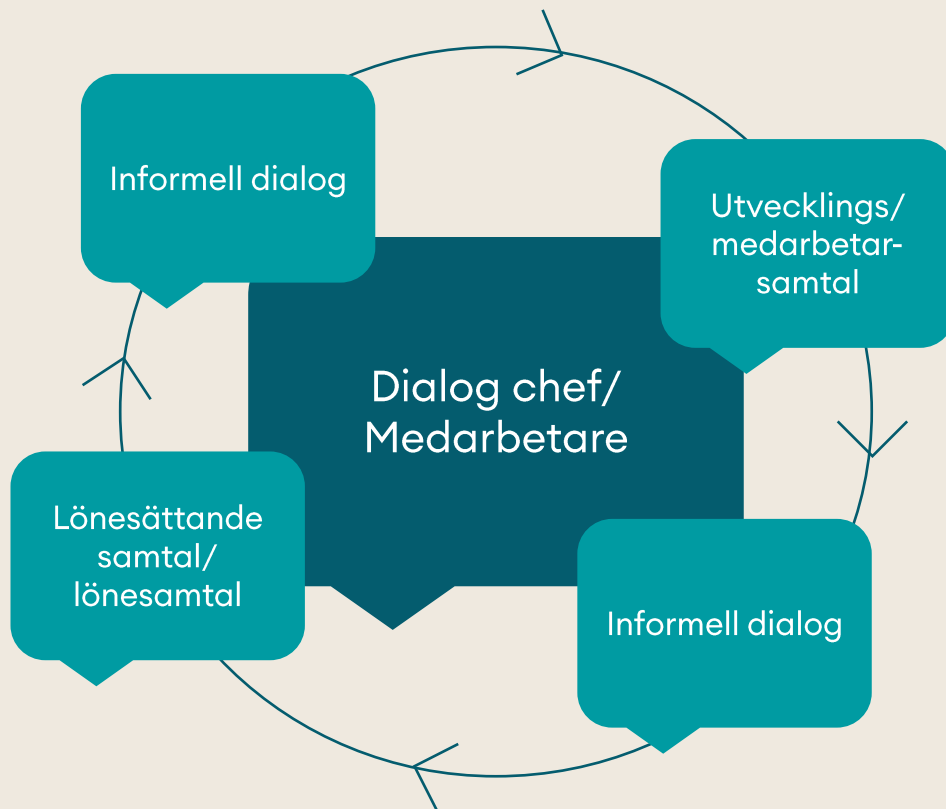 Informell dialog
Utvecklings/
medarbetar-
samtal
Dialog chef/
Medarbetare
Lönesättande
samtal/
lönesamtal
Informell dialog